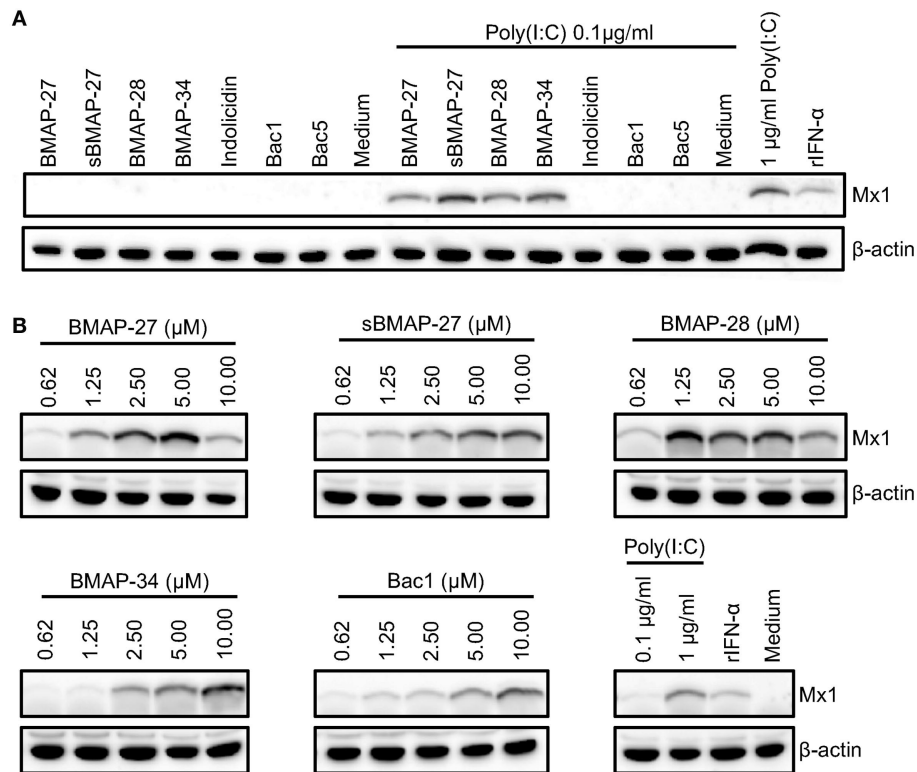 A
Poly(I:C) 0.1µg/ml
BMAP-27 sBMAP-27 BMAP-28 BMAP-34 Indolicidin Bac1 Bac5 Medium BMAP-27 sBMAP-27 BMAP-28 BMAP-34 Indolicidin Bac1 Bac5 Medium 1 µg/ml Poly(I:C) rIFN-α
Mx1
β-actin
B
BMAP-27 (µM) sBMAP-27 (µM) BMAP-28 (µM)
0.62 1.25 2.50 5.00 10.00 0.62 1.25 2.50 5.00 10.00 0.62 1.25 2.50 5.00 10.00
Mx1
β-actin
BMAP-34 (µM) Bac1 (µM) Poly(I:C)
0.62 1.25 2.50 5.00 10.00 0.62 1.25 2.50 5.00 10.00 0.1 µg/ml 1 µg/ml rIFN-α Medium
Mx1
β-actin